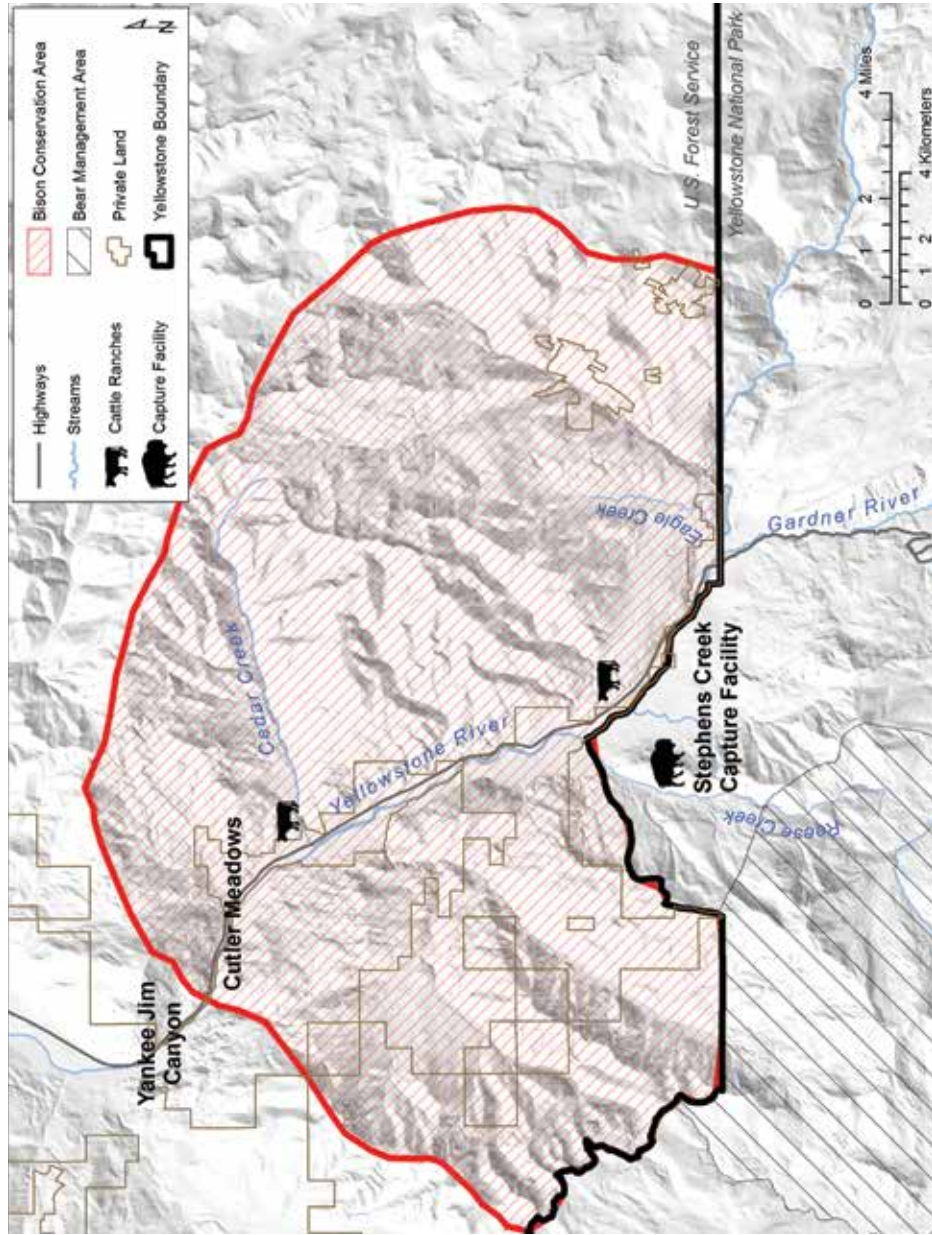 Highways
Streams
Cattle Ranches
Capture Facility
Bison Conservation Area
Bear Management Area
Private Land
Yellowstone Boundary
N
Yankee Jim
Canyon
Cutler Meadows
Cedar Creek
Yellowstone River
Eagle Creek
Stephens Creek
Capture Facility
Reese Creek
Gardner River
U.S. Forest Service
Yellowstone National Park
0 1 2 4 Miles
0 1 2 4 Kilometers